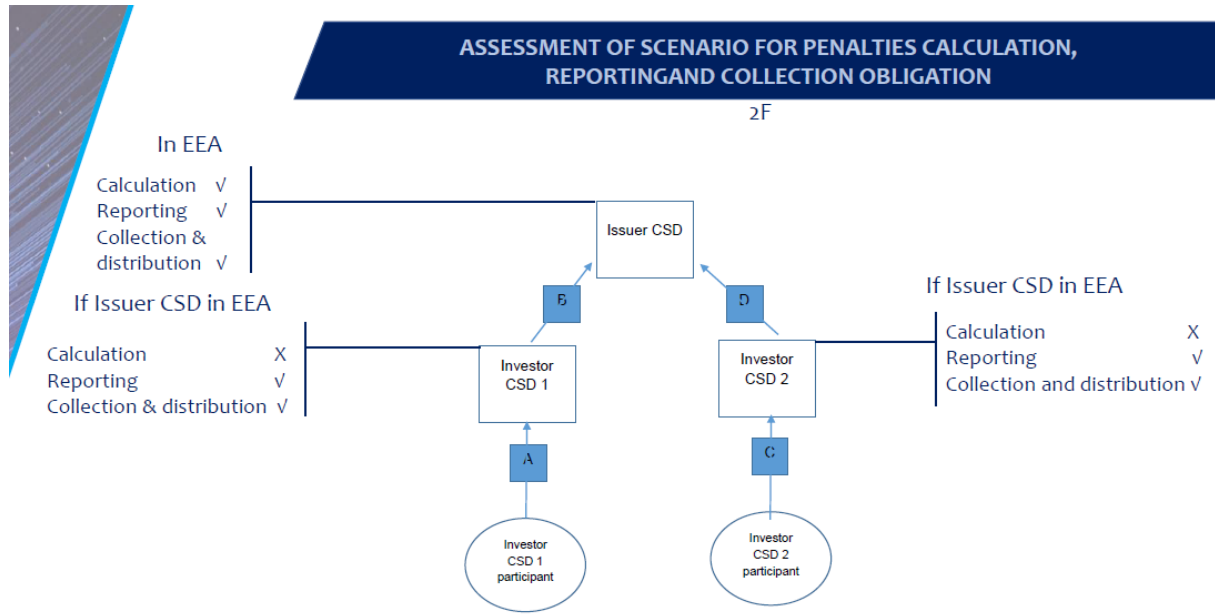 ASSESSMENT OF SCENARIO FOR PENALTIES CALCULATION,
REPORTINGAND COLLECTION OBLIGATION
2F
In EEA
Calculation √
Reporting √
Collection &
distribution √
Issuer CSD
B
D
If Issuer CSD in EEA
Calculation X
Reporting √
Collection & distribution √
If Issuer CSD in EEA
Calculation X
Reporting √
Collection and distribution √
Investor
CSD 1
Investor
CSD 2
A
C
Investor
CSD 1
participant
Investor
CSD 2
participant